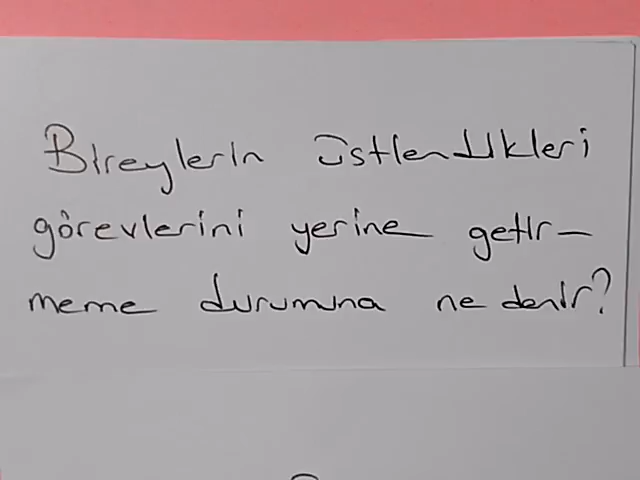 Bireylerin üstlendikleri
görevlerini yerine getir-
meme durumuna ne denir?